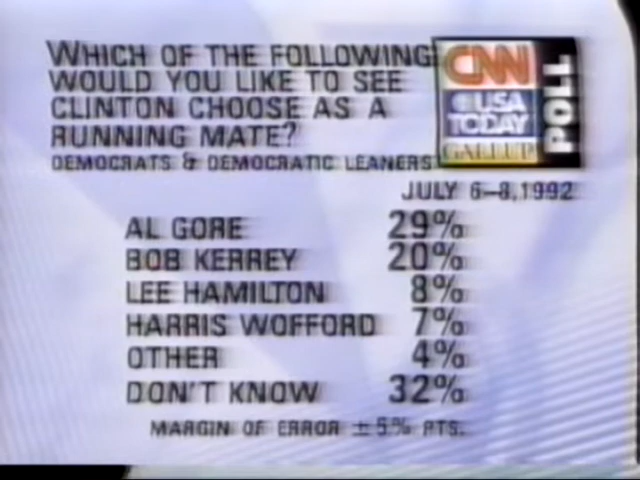 WHICH OF THE FOLLOWING
WOULD YOU LIKE TO SEE
CLINTON CHOOSE AS A
RUNNING MATE?
DEMOCRATS & DEMOCRATIC LEANERS
CNN
USA
TODAY
GALLUP
POLL
JULY 6–8,1992
AL GORE 29%
BOB KERREY 20%
LEE HAMILTON 8%
HARRIS WOFFORD 7%
OTHER 4%
DON'T KNOW 32%
MARGIN OF ERROR ±5% PTS.